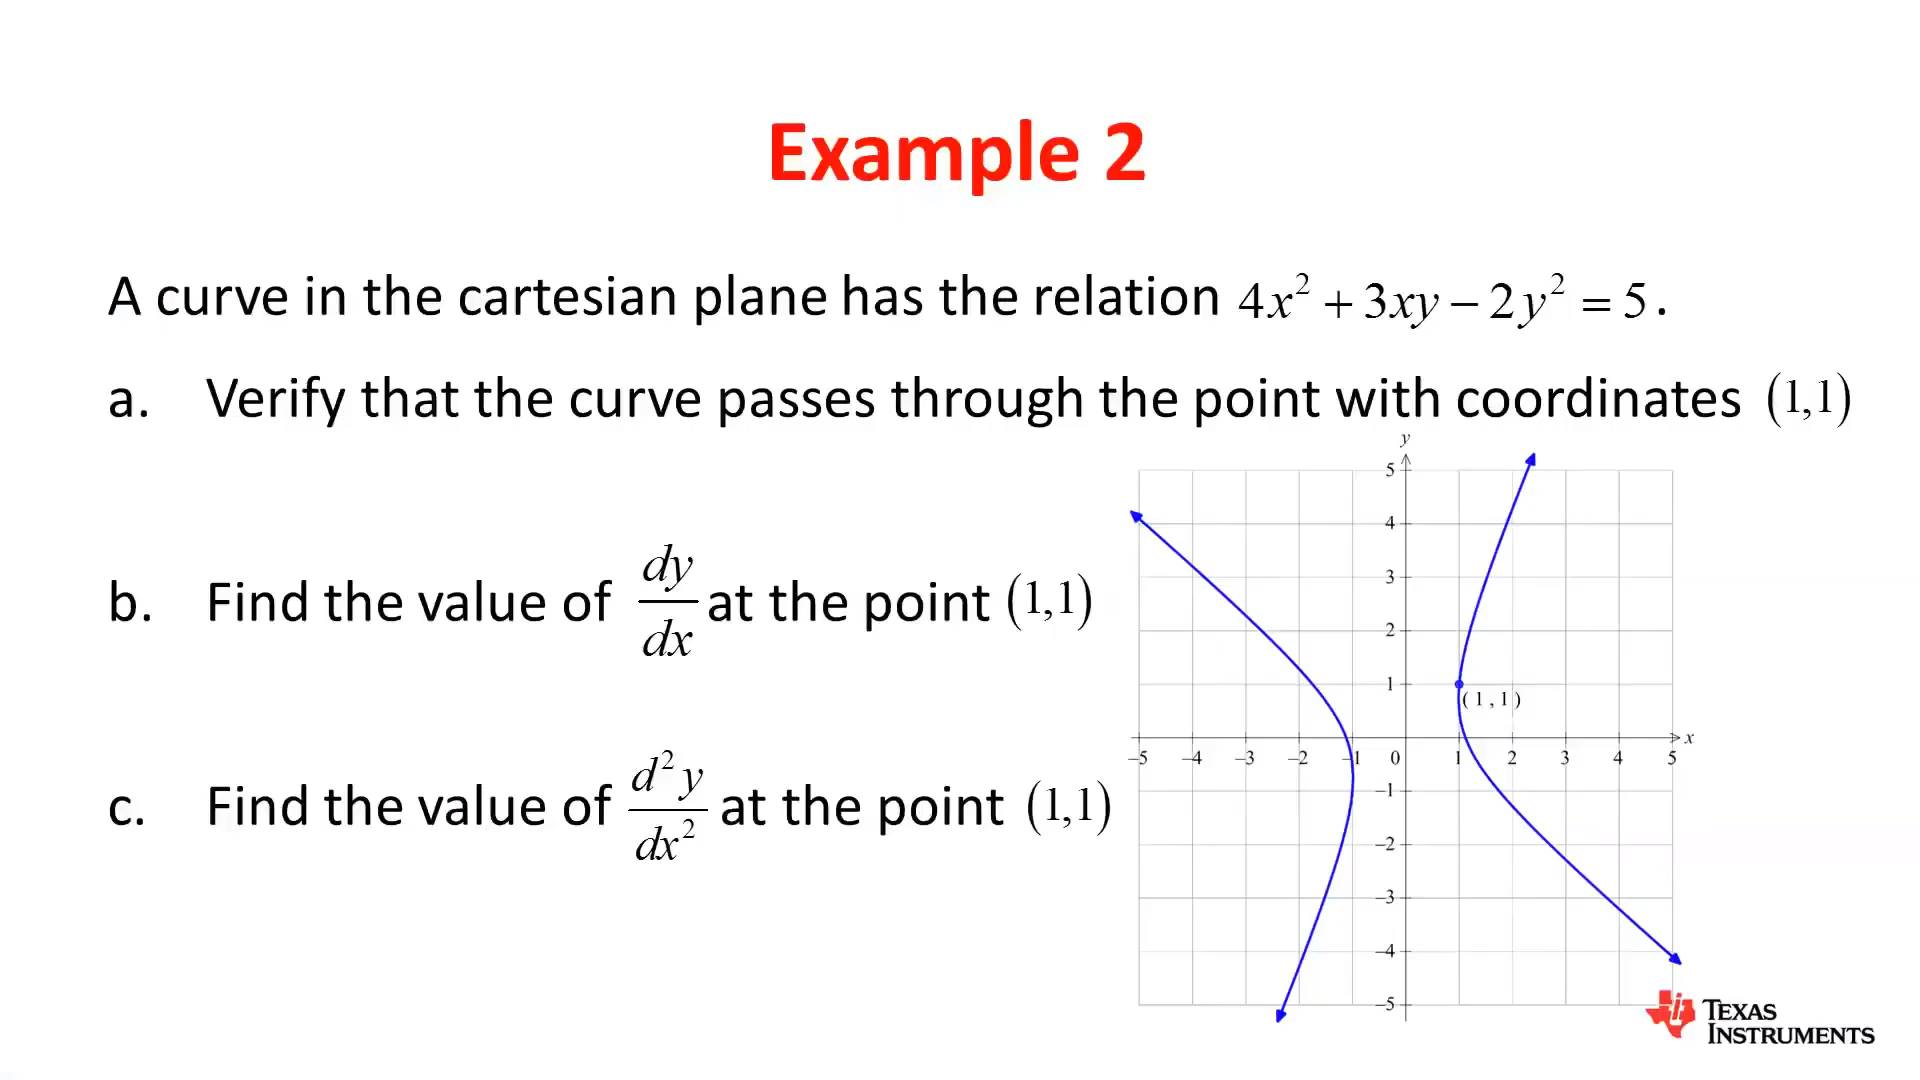 Example 2
A curve in the cartesian plane has the relation 4x² + 3xy − 2y² = 5.
a. Verify that the curve passes through the point with coordinates (1,1)
b. Find the value of dy/dx at the point (1,1)
c. Find the value of d²y/dx² at the point (1,1)
y
5
4
3
2
1
(1,1)
−5 −4 −3 −2 −1 0 1 2 3 4 5 x
−1
−2
−3
−4
−5
TEXAS
INSTRUMENTS